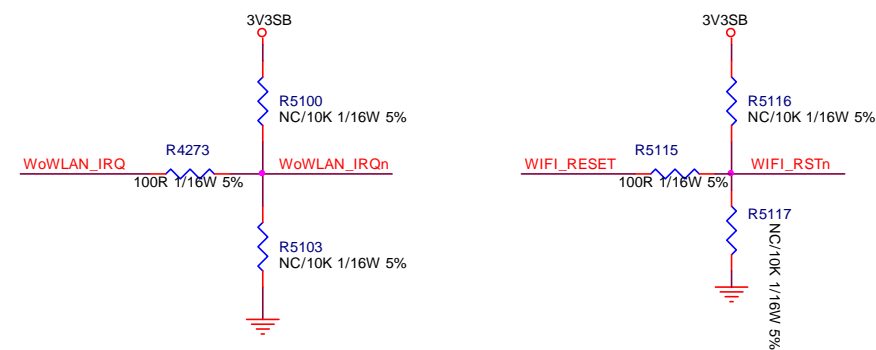 3V3SB
R5100
NC/10K 1/16W 5%
R4273
WoWLAN_IRQ
WoWLAN_IRQn
100R 1/16W 5%
R5103
NC/10K 1/16W 5%
3V3SB
R5116
NC/10K 1/16W 5%
R5115
WIFI_RESET
WIFI_RSTn
100R 1/16W 5%
R5117
NC/10K 1/16W 5%